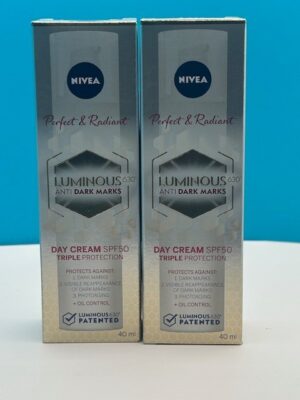 NIVEA
Perfect & Radiant
LUMINOUS630®
ANTI DARK MARKS
DAY CREAM SPF50
TRIPLE PROTECTION
PROTECTS AGAINST:
1. DARK MARKS
2. VISIBLE REAPPEARANCE
OF DARK MARKS
3. PHOTOAGING
+ OIL CONTROL
LUMINOUS630®
PATENTED
40 ml
NIVEA
Perfect & Radiant
LUMINOUS630®
ANTI DARK MARKS
DAY CREAM SPF50
TRIPLE PROTECTION
PROTECTS AGAINST:
1. DARK MARKS
2. VISIBLE REAPPEARANCE
OF DARK MARKS
3. PHOTOAGING
+ OIL CONTROL
LUMINOUS630®
PATENTED
40 ml